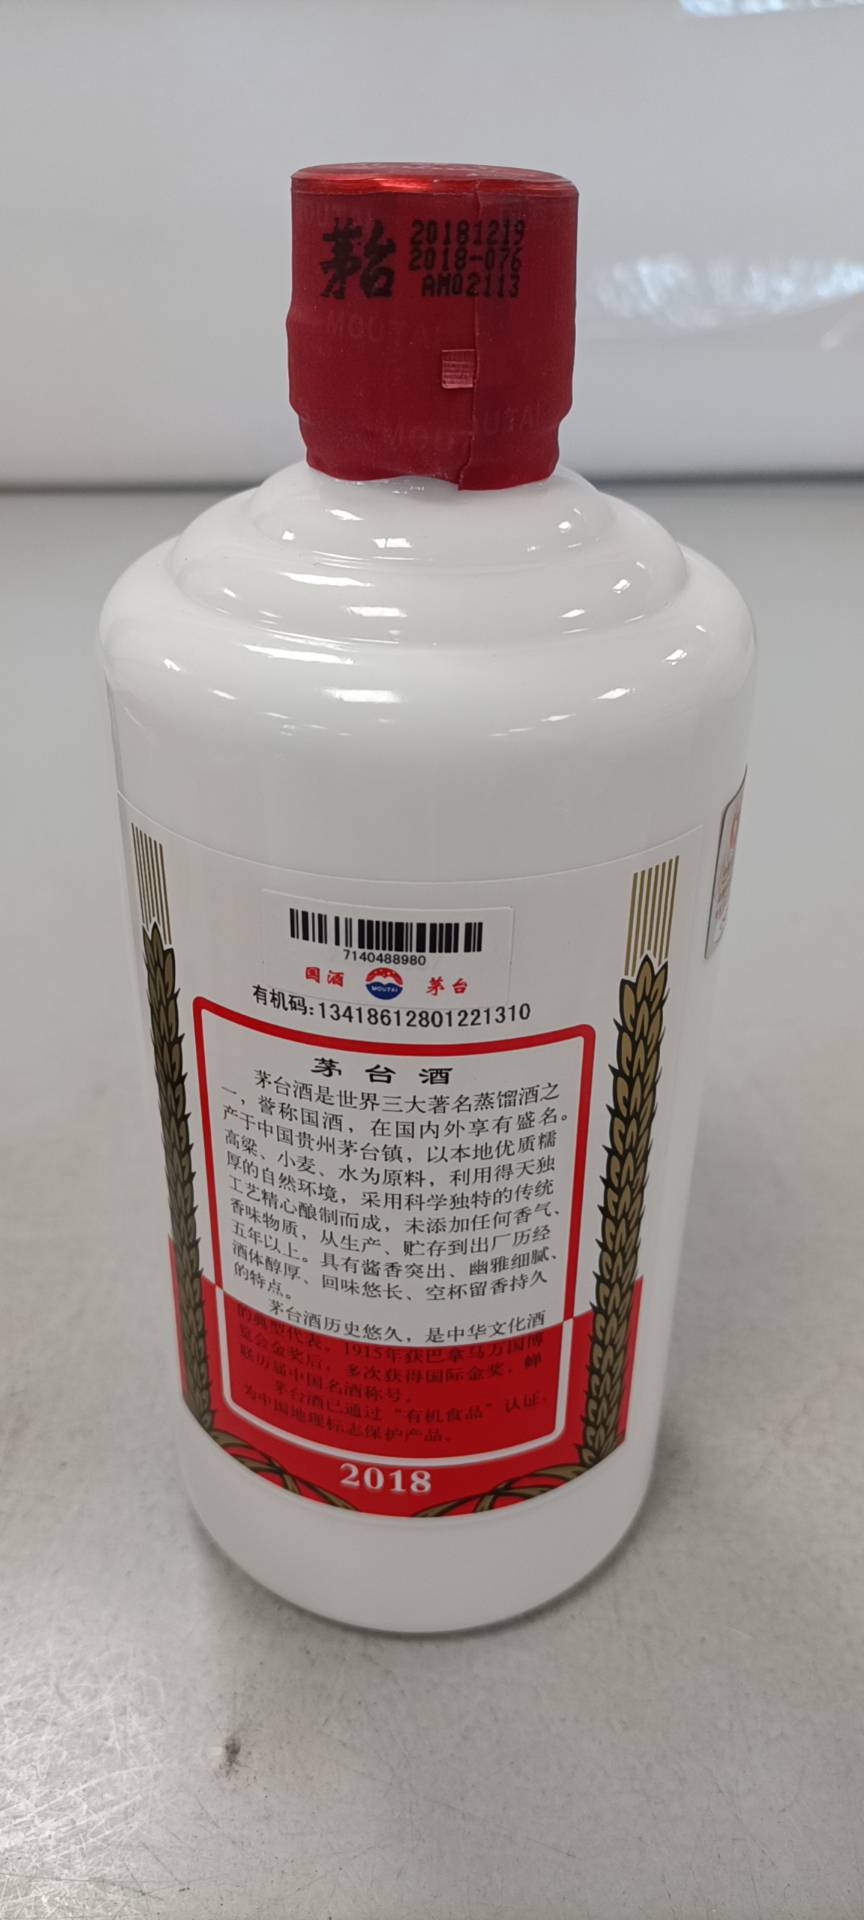 茅台
20181219
2018-076
AM02113
MOUTAI
7140488980
国酒 MOUTAI 茅台
有机码:13418612801221310
茅台酒
茅台酒是世界三大著名蒸馏酒之
一，誉称国酒，在国内外享有盛名。
产于中国贵州茅台镇，以本地优质糯
高粱、小麦、水为原料，利用得天独
厚的自然环境，采用科学独特的传统
工艺精心酿制而成，未添加任何香气、
香味物质，从生产、贮存到出厂历经
五年以上。具有酱香突出、幽雅细腻、
酒体醇厚、回味悠长、空杯留香持久
的特点。
茅台酒历史悠久，是中华文化酒
的典型代表，1915年获巴拿马万国博
览会金奖后，多次获得国际金奖，蝉
联历届中国名酒称号。
茅台酒已通过“有机食品”认证，
为中国地理标志保护产品。
2018